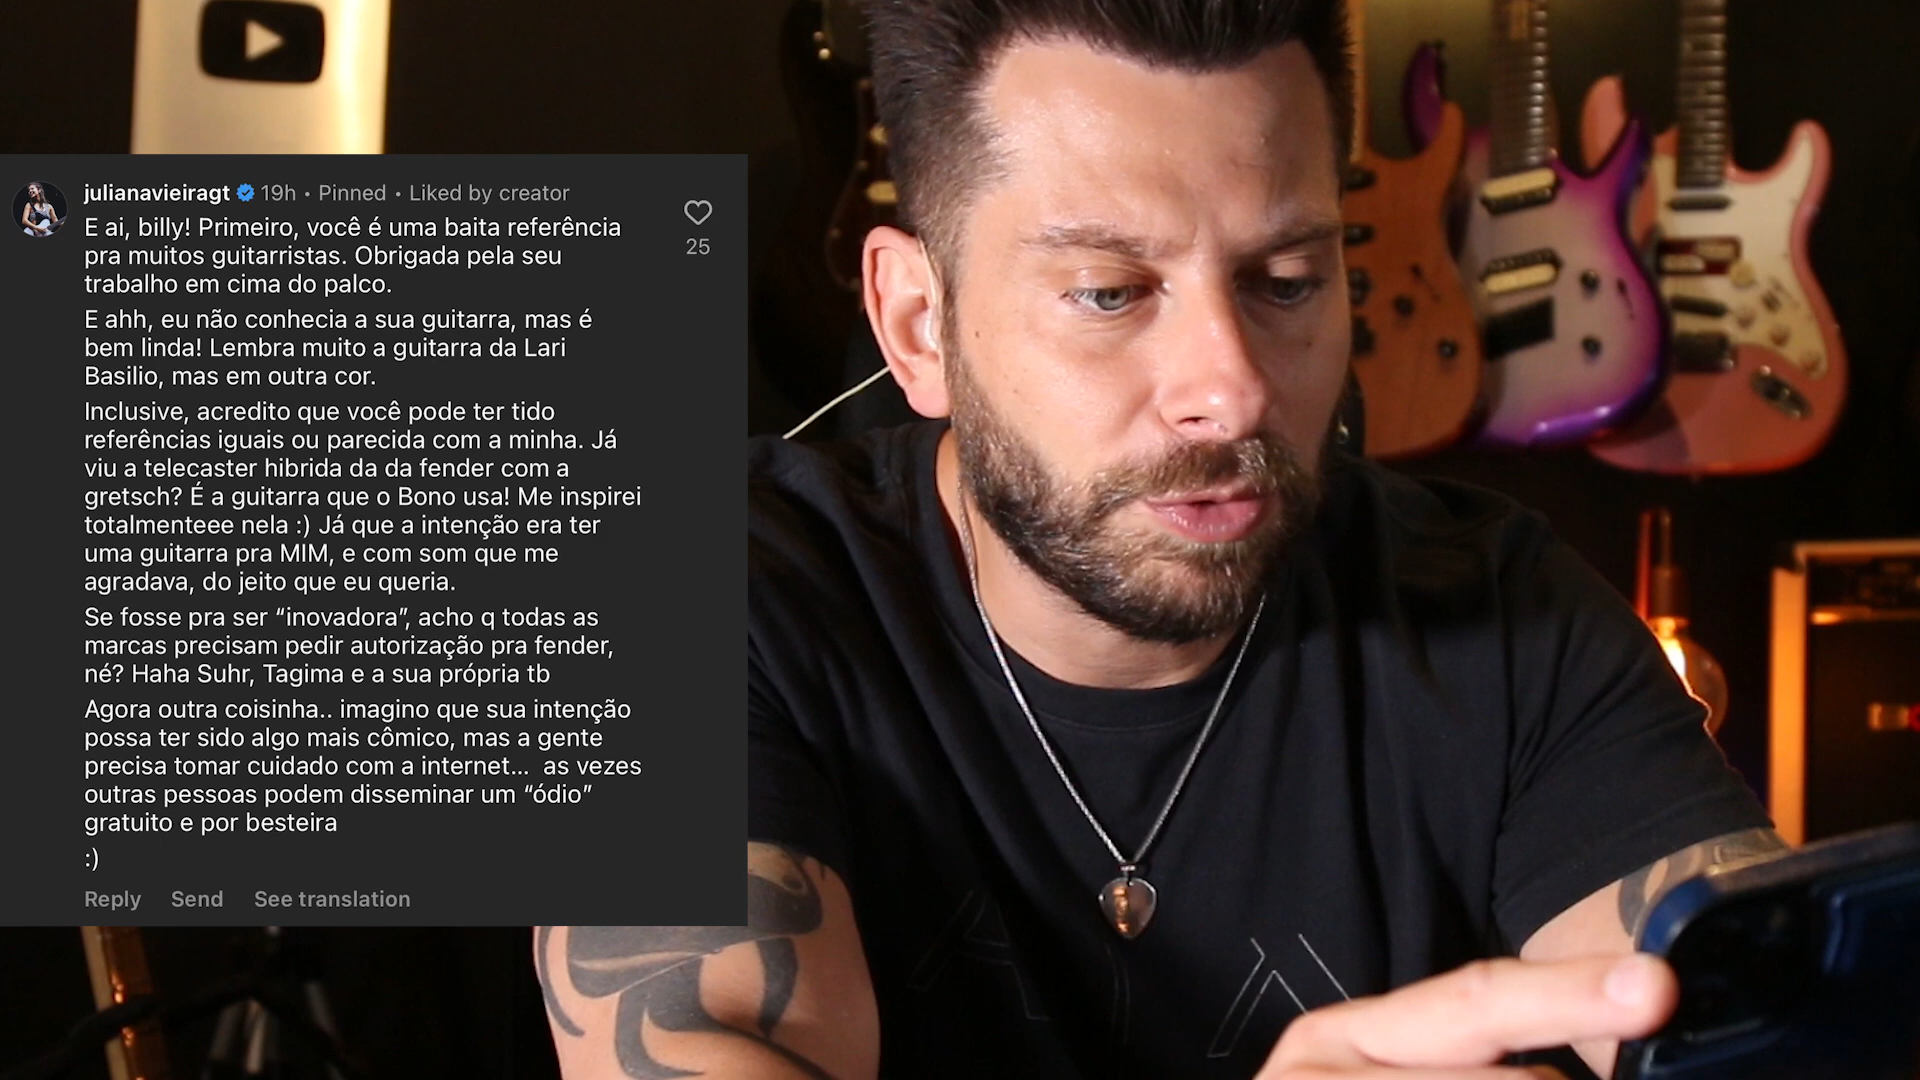 julianavieiragt 19h • Pinned • Liked by creator
E ai, billy! Primeiro, você é uma baita referência
pra muitos guitarristas. Obrigada pela seu
trabalho em cima do palco.
25
E ahh, eu não conhecia a sua guitarra, mas é
bem linda! Lembra muito a guitarra da Lari
Basilio, mas em outra cor.
Inclusive, acredito que você pode ter tido
referências iguais ou parecida com a minha. Já
viu a telecaster hibrida da da fender com a
gretsch? É a guitarra que o Bono usa! Me inspirei
totalmenteee nela :) Já que a intenção era ter
uma guitarra pra MIM, e com som que me
agradava, do jeito que eu queria.
Se fosse pra ser “inovadora”, acho q todas as
marcas precisam pedir autorização pra fender,
né? Haha Suhr, Tagima e a sua própria tb
Agora outra coisinha.. imagino que sua intenção
possa ter sido algo mais cômico, mas a gente
precisa tomar cuidado com a internet... as vezes
outras pessoas podem disseminar um “ódio”
gratuito e por besteira
:)
Reply Send See translation